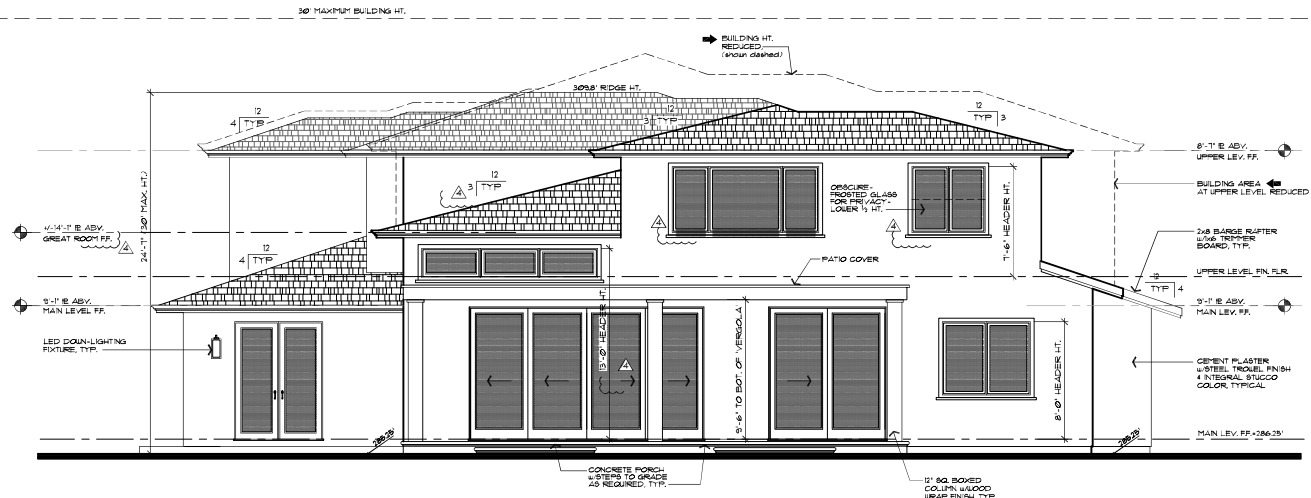 30' MAXIMUM BUILDING HT.
BUILDING HT.
REDUCED,
(shown dashed)
309.8' RIDGE HT.
12
4 TYP
12
3 TYP
12
TYP 3
8'-1" ABV.
UPPER LEV. F.F.
BUILDING AREA
AT UPPER LEVEL REDUCED
OBSCURE-
FROSTED GLASS
FOR PRIVACY-
LOWER 1/2 HT.
7'-6" HEADER HT.
12
3 TYP
4
4
4
24'-7" (30' MAX. HT.)
+/-14'-1" ABV.
GREAT ROOM F.F.
4
12
4 TYP
2x8 BARGE RAFTER
w/1x6 TRIMMER
BOARD, TYP.
PATIO COVER
UPPER LEVEL FIN. FLR.
TYP 4
9'-1" ABV.
MAIN LEVEL F.F.
9'-1" ABV.
MAIN LEV. F.F.
LED DOWN-LIGHTING
FIXTURE, TYP.
13'-0" HEADER HT.
4
9'-6" TO BOT. OF 'VERGOLA'
8'-0" HEADER HT.
CEMENT PLASTER
w/STEEL TROWEL FINISH
& INTEGRAL STUCCO
COLOR, TYPICAL
286.25'
286.25'
MAIN LEV. F.F.=286.25'
CONCRETE PORCH
w/STEPS TO GRADE
AS REQUIRED, TYP.
12" SQ. BOXED
COLUMN w/WOOD
WRAP FINISH, TYP.